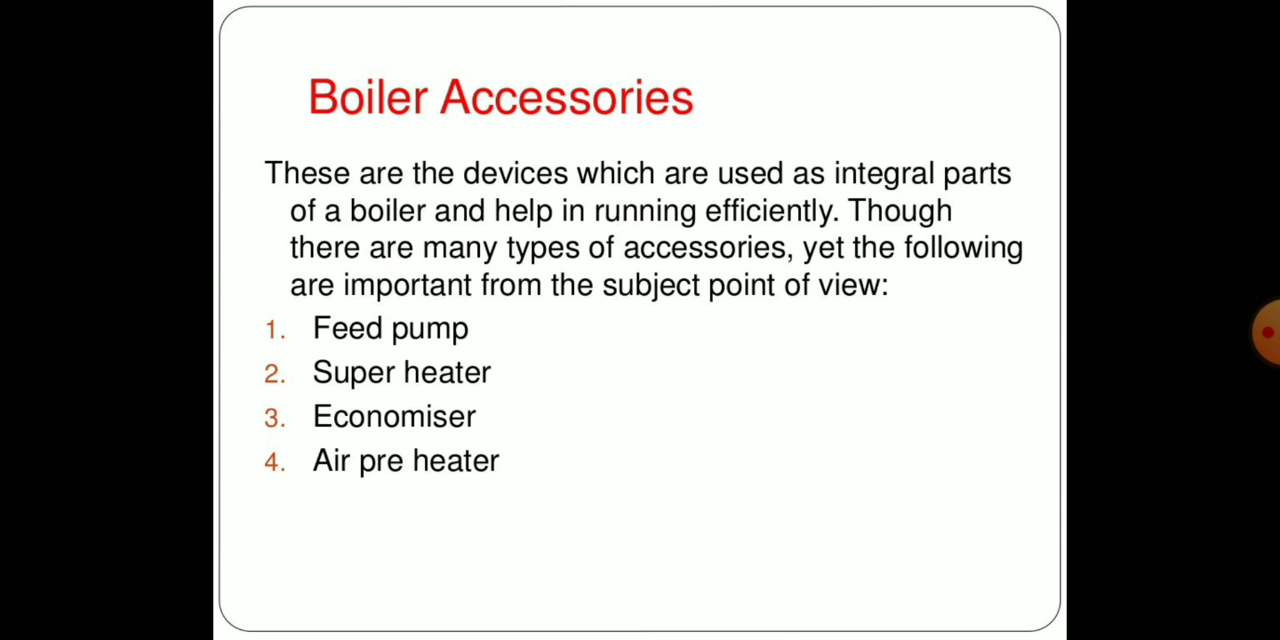 Boiler Accessories
These are the devices which are used as integral parts
of a boiler and help in running efficiently. Though
there are many types of accessories, yet the following
are important from the subject point of view:
1. Feed pump
2. Super heater
3. Economiser
4. Air pre heater